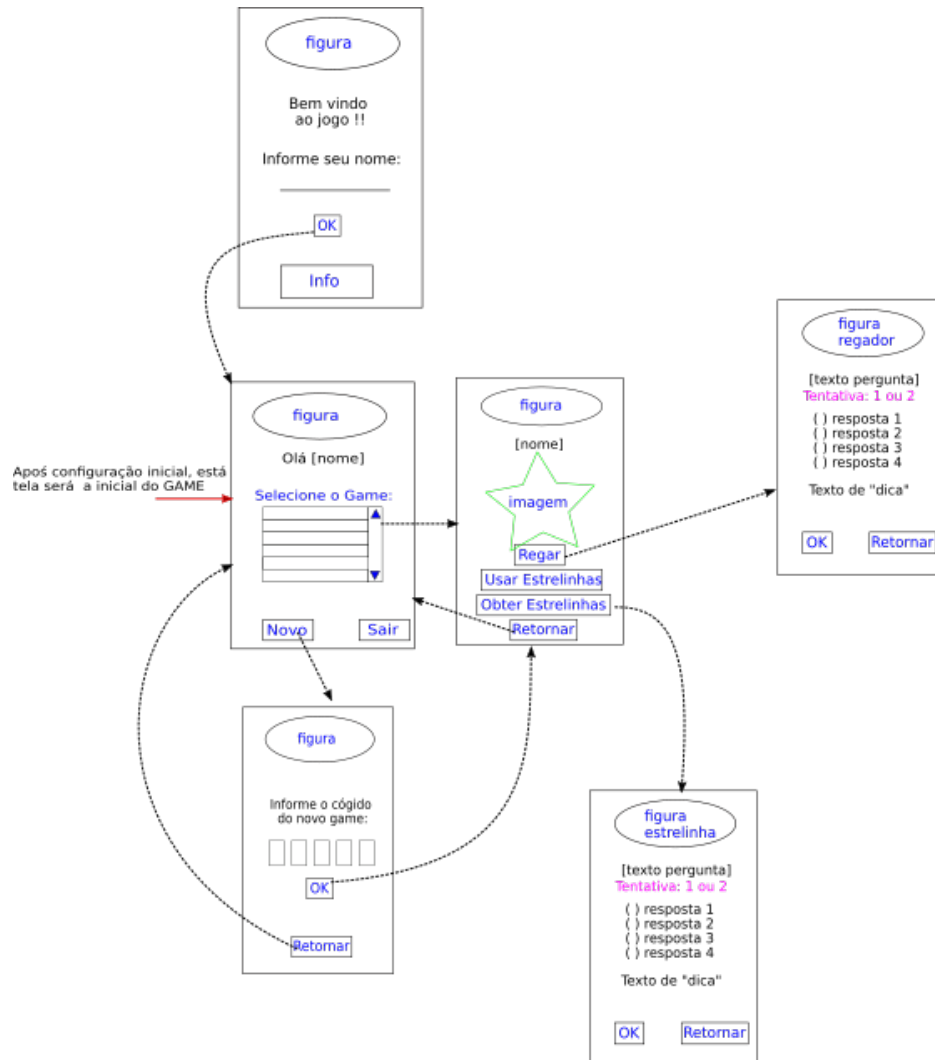 figura
Bem vindo
ao jogo !!
Informe seu nome:
OK
Info
Após configuração inicial, está
tela será a inicial do GAME
figura
Olá [nome]
Selecione o Game:
Novo
Sair
figura
[nome]
imagem
Regar
Usar Estrelinhas
Obter Estrelinhas
Retornar
figura
regador
[texto pergunta]
Tentativa: 1 ou 2
( ) resposta 1
( ) resposta 2
( ) resposta 3
( ) resposta 4
Texto de "dica"
OK
Retornar
figura
Informe o cógido
do novo game:
OK
Retornar
figura
estrelinha
[texto pergunta]
Tentativa: 1 ou 2
( ) resposta 1
( ) resposta 2
( ) resposta 3
( ) resposta 4
Texto de "dica"
OK
Retornar